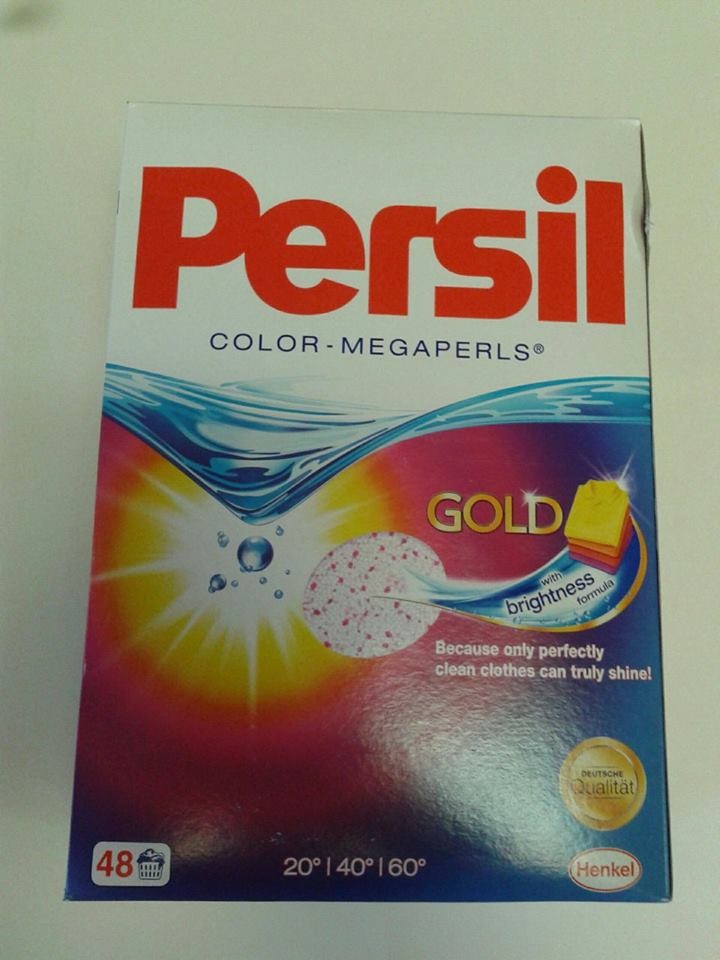 Persil
COLOR-MEGAPERLS®
GOLD
with
brightness
formula
Because only perfectly
clean clothes can truly shine!
DEUTSCHE
Qualität
48
20° | 40° | 60°
Henkel